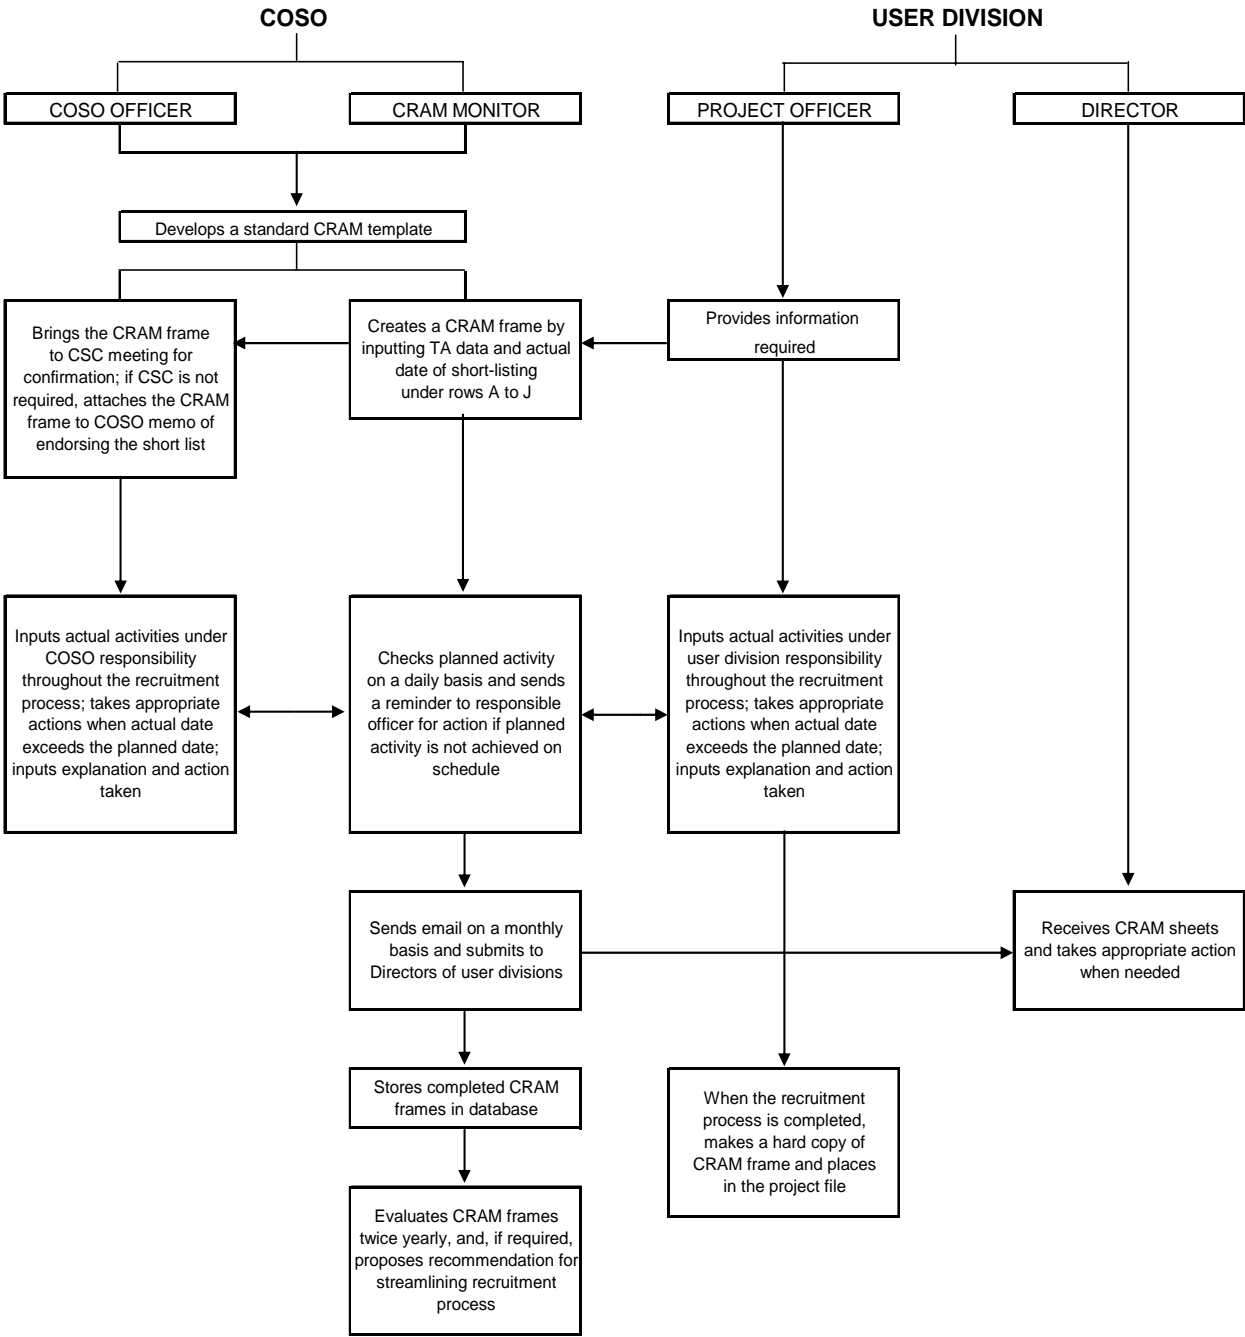 COSO
USER DIVISION
COSO OFFICER
CRAM MONITOR
PROJECT OFFICER
DIRECTOR
Develops a standard CRAM template
Brings the CRAM frame
to CSC meeting for
confirmation; if CSC is not
required, attaches the CRAM
frame to COSO memo of
endorsing the short list
Creates a CRAM frame by
inputting TA data and actual
date of short-listing
under rows A to J
Provides information
required
Inputs actual activities under
COSO responsibility
throughout the recruitment
process; takes appropriate
actions when actual date
exceeds the planned date;
inputs explanation and action
taken
Checks planned activity
on a daily basis and sends
a reminder to responsible
officer for action if planned
activity is not achieved on
schedule
Inputs actual activities under
user division responsibility
throughout the recruitment
process; takes appropriate
actions when actual date
exceeds the planned date;
inputs explanation and action
taken
Sends email on a monthly
basis and submits to
Directors of user divisions
Receives CRAM sheets
and takes appropriate action
when needed
Stores completed CRAM
frames in database
When the recruitment
process is completed,
makes a hard copy of
CRAM frame and places
in the project file
Evaluates CRAM frames
twice yearly, and, if required,
proposes recommendation for
streamlining recruitment
process